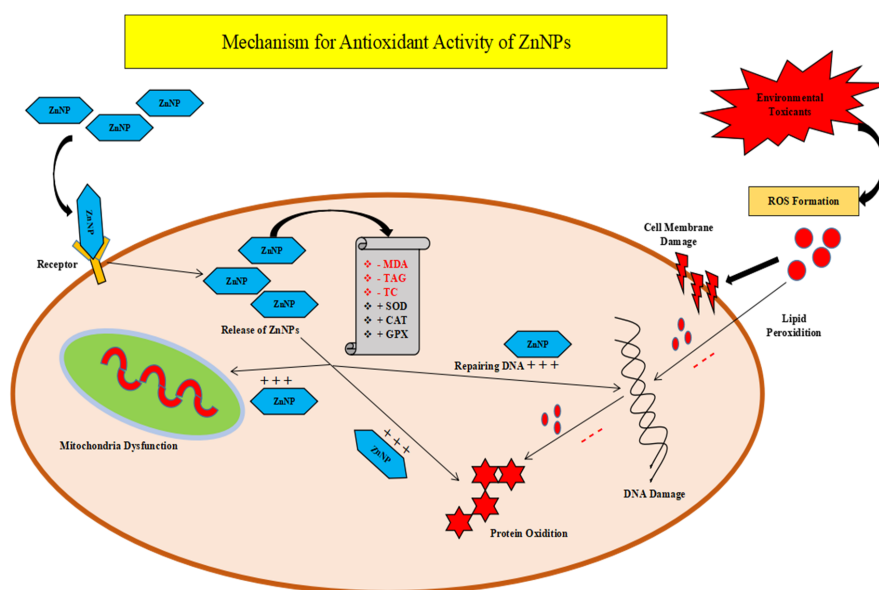 Mechanism for Antioxidant Activity of ZnNPs
ZnNP
ZnNP
ZnNP
Environmental
Toxicants
ROS Formation
ZnNP
Receptor
Cell Membrane
Damage
ZnNP
ZnNP
ZnNP
Release of ZnNPs
- MDA
- TAG
- TC
+ SOD
+ CAT
+ GPX
Lipid
Peroxidition
ZnNP
Repairing DNA +++
- - -
+++
ZnNP
Mitochondria Dysfunction
+++
ZnNP
- - -
DNA Damage
Protein Oxidition